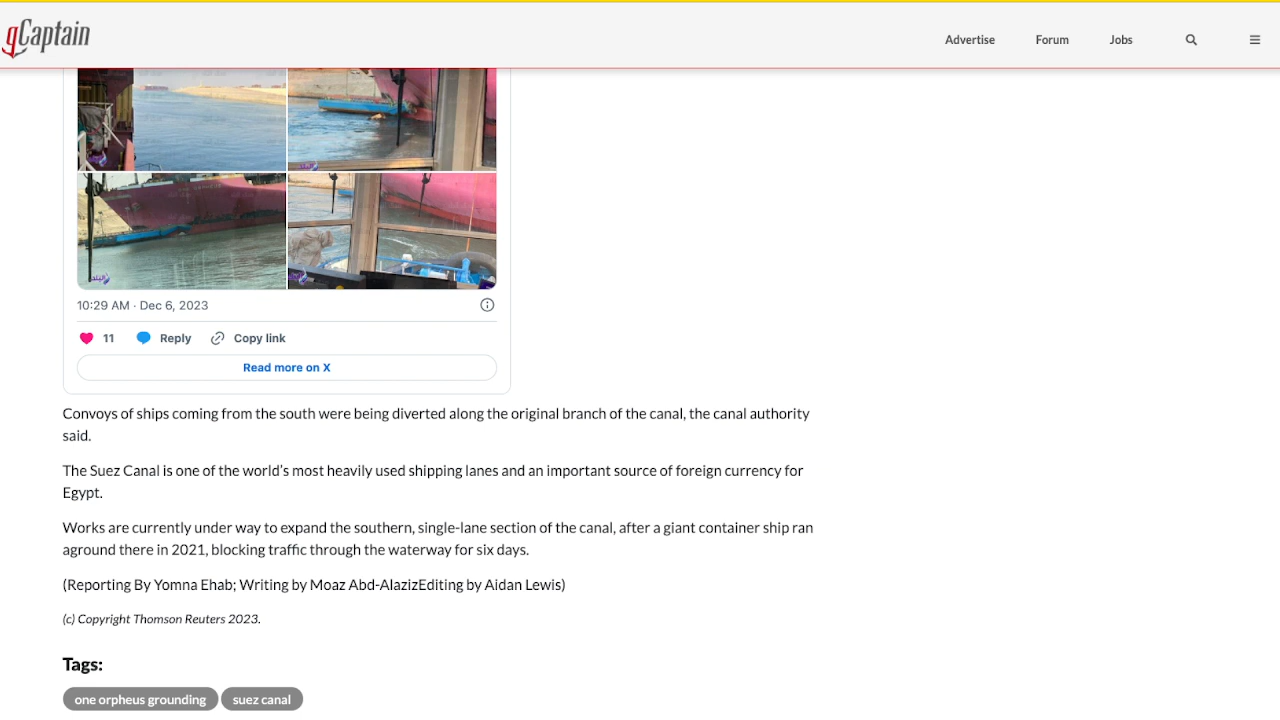 gCaptain
Advertise
Forum
Jobs
10:29 AM · Dec 6, 2023
11
Reply
Copy link
Read more on X
Convoys of ships coming from the south were being diverted along the original branch of the canal, the canal authority
said.
The Suez Canal is one of the world's most heavily used shipping lanes and an important source of foreign currency for
Egypt.
Works are currently under way to expand the southern, single-lane section of the canal, after a giant container ship ran
aground there in 2021, blocking traffic through the waterway for six days.
(Reporting By Yomna Ehab; Writing by Moaz Abd-AlazizEditing by Aidan Lewis)
(c) Copyright Thomson Reuters 2023.
Tags:
one orpheus grounding
suez canal